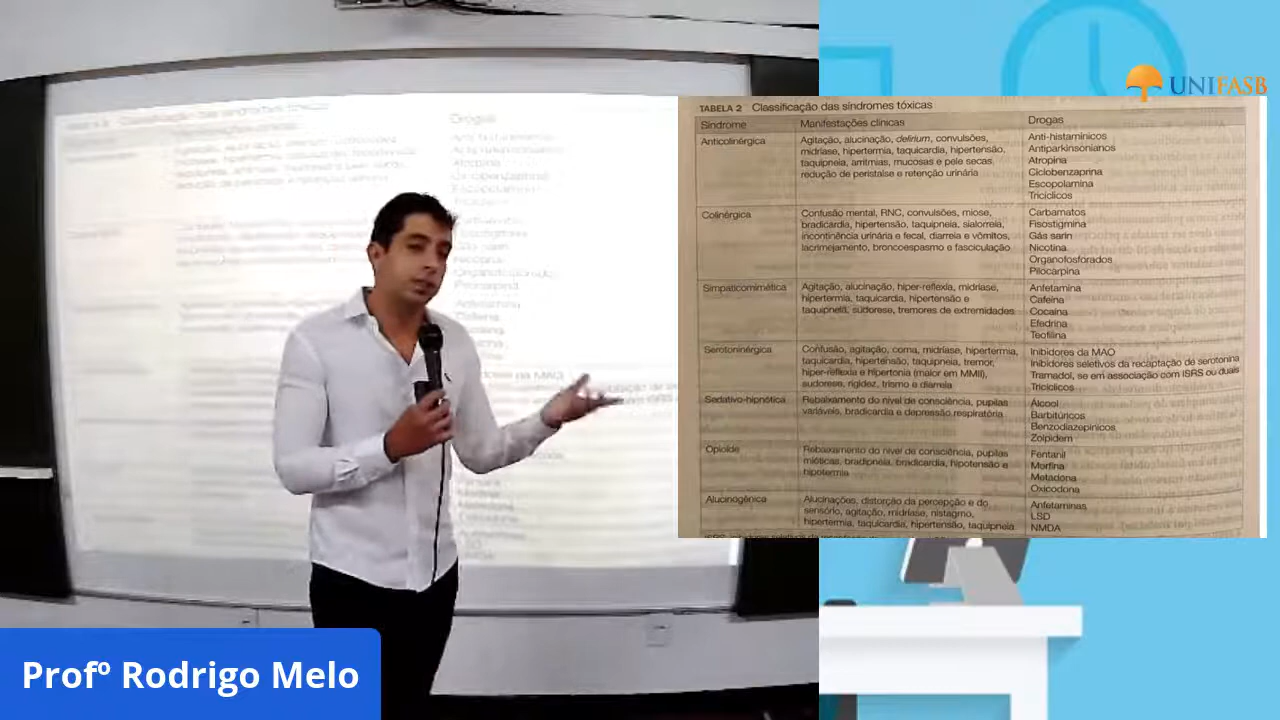 UNIFASB
TABELA 2 Classificação das síndromes tóxicas
Síndrome Manifestações clínicas Drogas
Anticolinérgica Agitação, alucinação, delirium, convulsões, Anti-histamínicos
midríase, hipertermia, taquicardia, hipertensão, Antiparkinsonianos
taquipneia, arritmias, mucosas e pele secas, Atropina
redução de peristalse e retenção urinária Ciclobenzaprina
Escopolamina
Tricíclicos
Colinérgica Confusão mental, RNC, convulsões, miose, Carbamatos
bradicardia, hipertensão, taquipneia, sialorreia, Fisostigmina
incontinência urinária e fecal, diarreia e vômitos, Gás sarin
lacrimejamento, broncoespasmo e fasciculação Nicotina
Organofosforados
Pilocarpina
Simpaticomimética Agitação, alucinação, hiper-reflexia, midríase, Anfetamina
hipertermia, taquicardia, hipertensão e Cafeína
taquipneia, sudorese, tremores de extremidades Cocaína
Efedrina
Teofilina
Serotoninérgica Confusão, agitação, coma, midríase, hipertermia, Inibidores da MAO
taquicardia, hipertensão, taquipneia, tremor, Inibidores seletivos da recaptação de serotonina
hiper-reflexia e hipertonia (maior em MMII), Tramadol, se em associação com ISRS ou duais
sudorese, rigidez, trismo e diarreia Tricíclicos
Sedativo-hipnótica Rebaixamento do nível de consciência, pupilas Álcool
variáveis, bradicardia e depressão respiratória Barbitúricos
Benzodiazepínicos
Zolpidem
Opioide Rebaixamento do nível de consciência, pupilas Fentanil
mióticas, bradipneia, bradicardia, hipotensão e Morfina
hipotermia Metadona
Oxicodona
Alucinogênica Alucinações, distorção da percepção e do Anfetaminas
sensório, agitação, midríase, nistagmo, LSD
hipertermia, taquicardia, hipertensão, taquipneia NMDA
Profº Rodrigo Melo